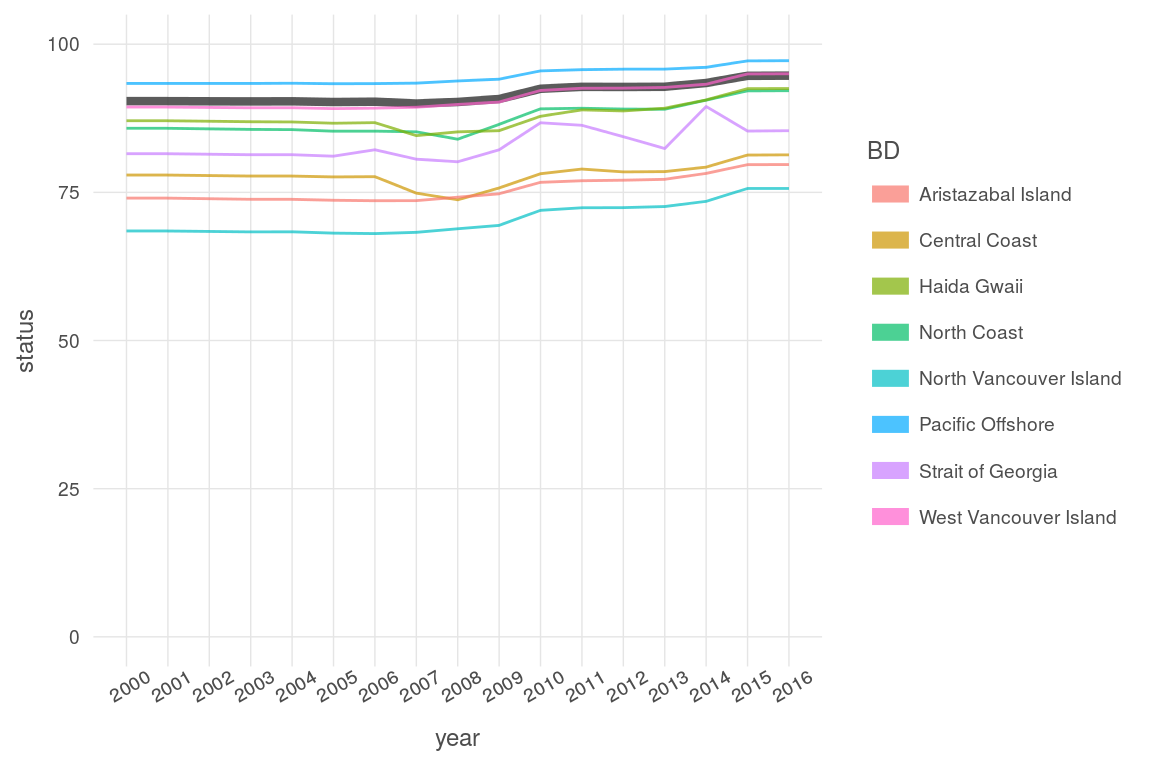 100
75
50
25
0
status
2000
2001
2002
2003
2004
2005
2006
2007
2008
2009
2010
2011
2012
2013
2014
2015
2016
year
BD
Aristazabal Island
Central Coast
Haida Gwaii
North Coast
North Vancouver Island
Pacific Offshore
Strait of Georgia
West Vancouver Island